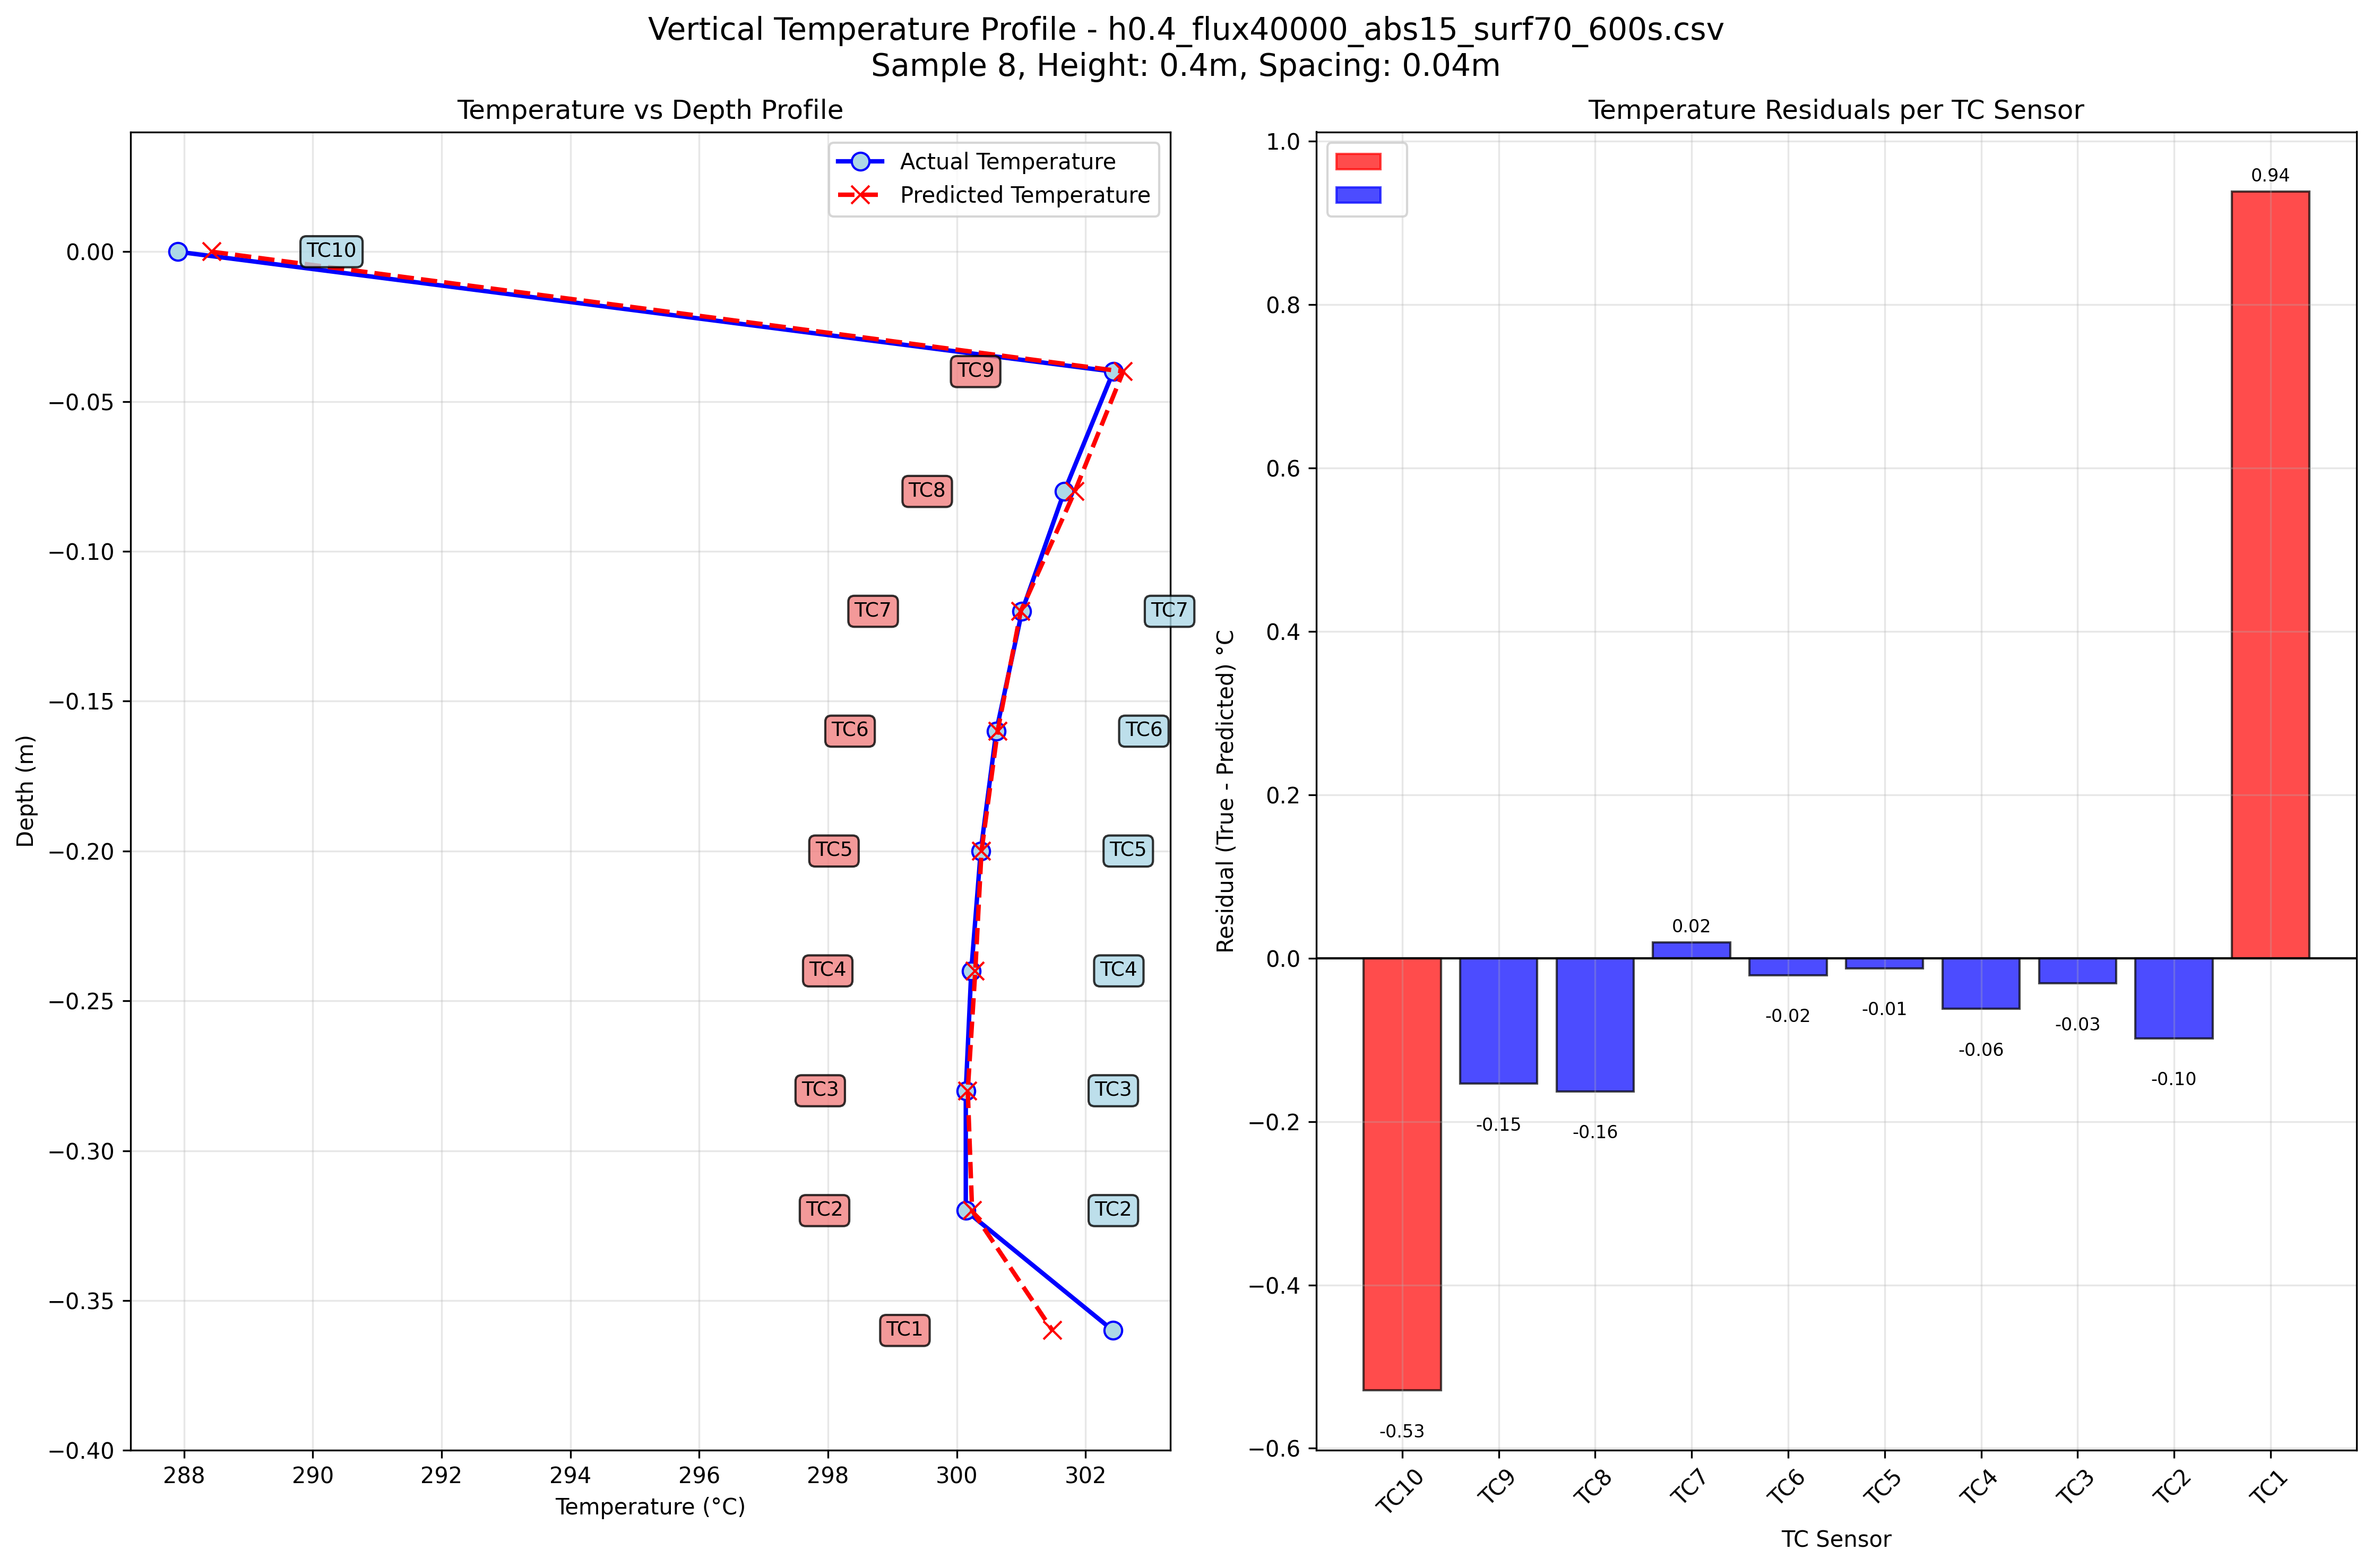 Vertical Temperature Profile - h0.4_flux40000_abs15_surf70_600s.csv
Sample 8, Height: 0.4m, Spacing: 0.04m
Temperature vs Depth Profile
Actual Temperature
Predicted Temperature
TC10
TC9
TC8
TC7
TC7
TC6
TC6
TC5
TC5
TC4
TC4
TC3
TC3
TC2
TC2
TC1
0.00
−0.05
−0.10
−0.15
−0.20
−0.25
−0.30
−0.35
−0.40
Depth (m)
288
290
292
294
296
298
300
302
Temperature (°C)
Temperature Residuals per TC Sensor
1.0
0.8
0.6
0.4
0.2
0.0
−0.2
−0.4
−0.6
Residual (True - Predicted) °C
-0.53
-0.15
-0.16
0.02
-0.02
-0.01
-0.06
-0.03
-0.10
0.94
TC10
TC9
TC8
TC7
TC6
TC5
TC4
TC3
TC2
TC1
TC Sensor